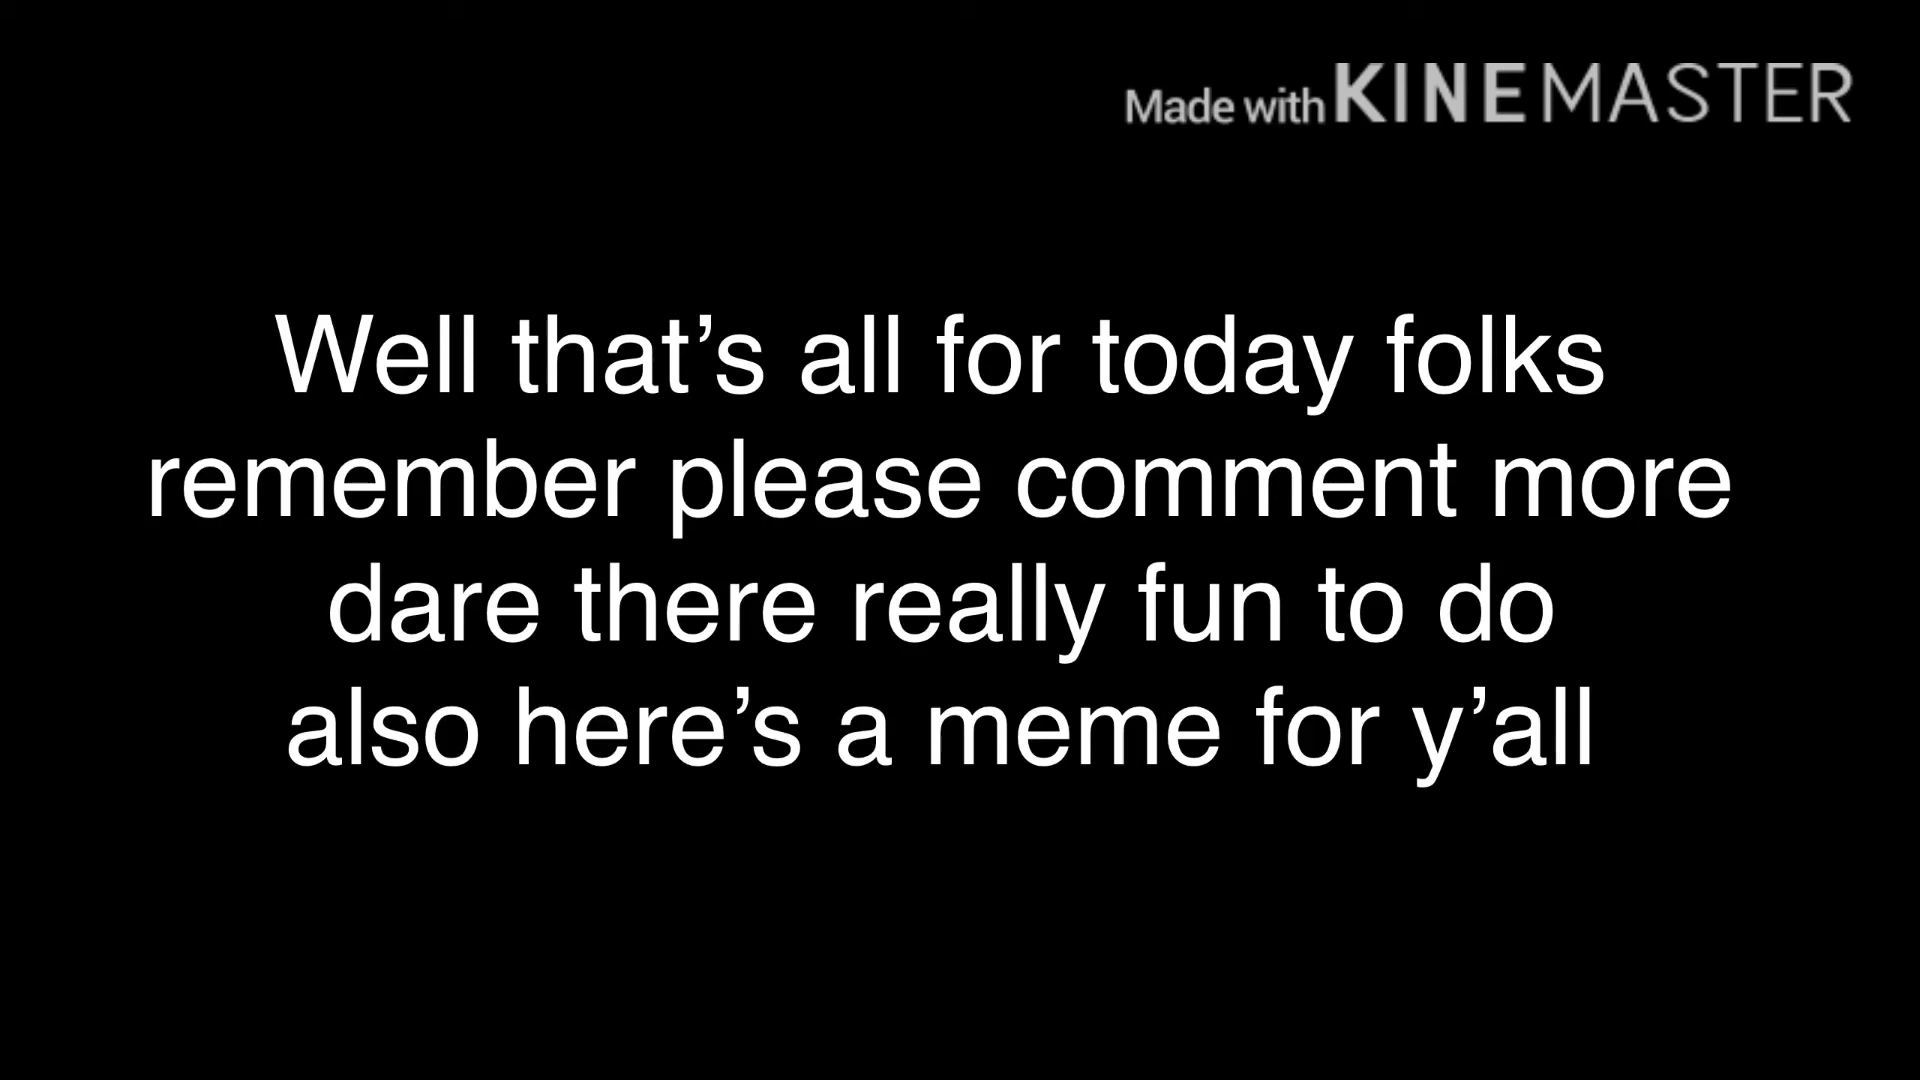 Made with KINEMASTER
Well that’s all for today folks
remember please comment more
dare there really fun to do
also here’s a meme for y’all